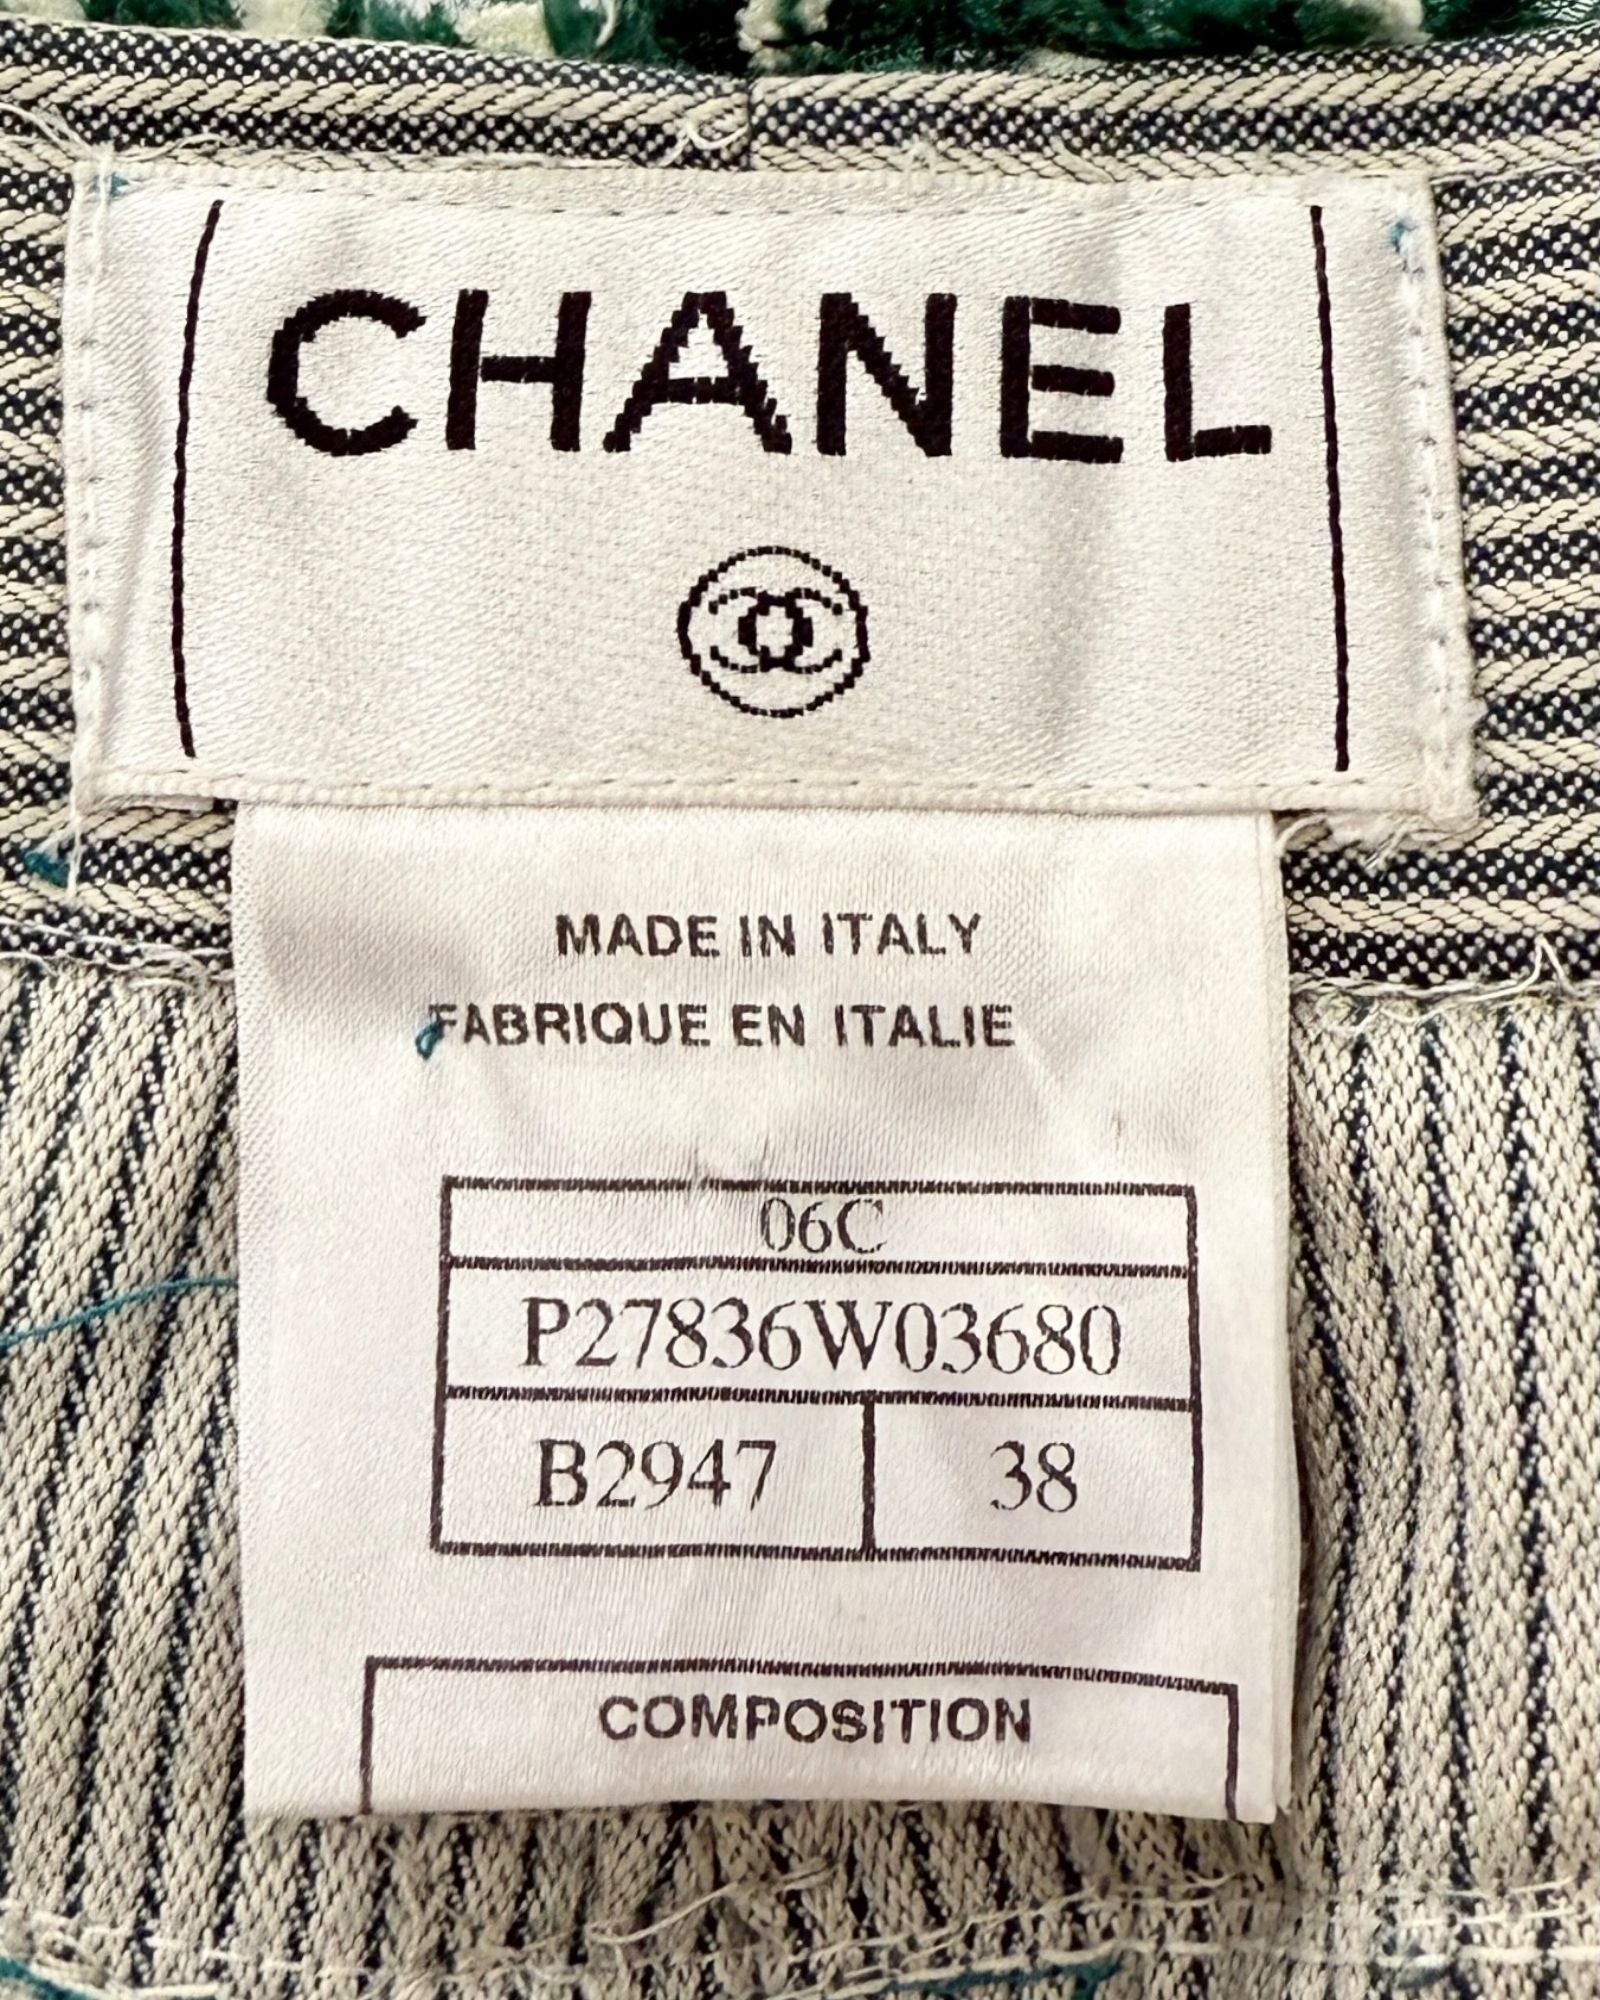 CHANEL
MADE IN ITALY
FABRIQUE EN ITALIE
06C
P27836W03680
B2947 38
COMPOSITION